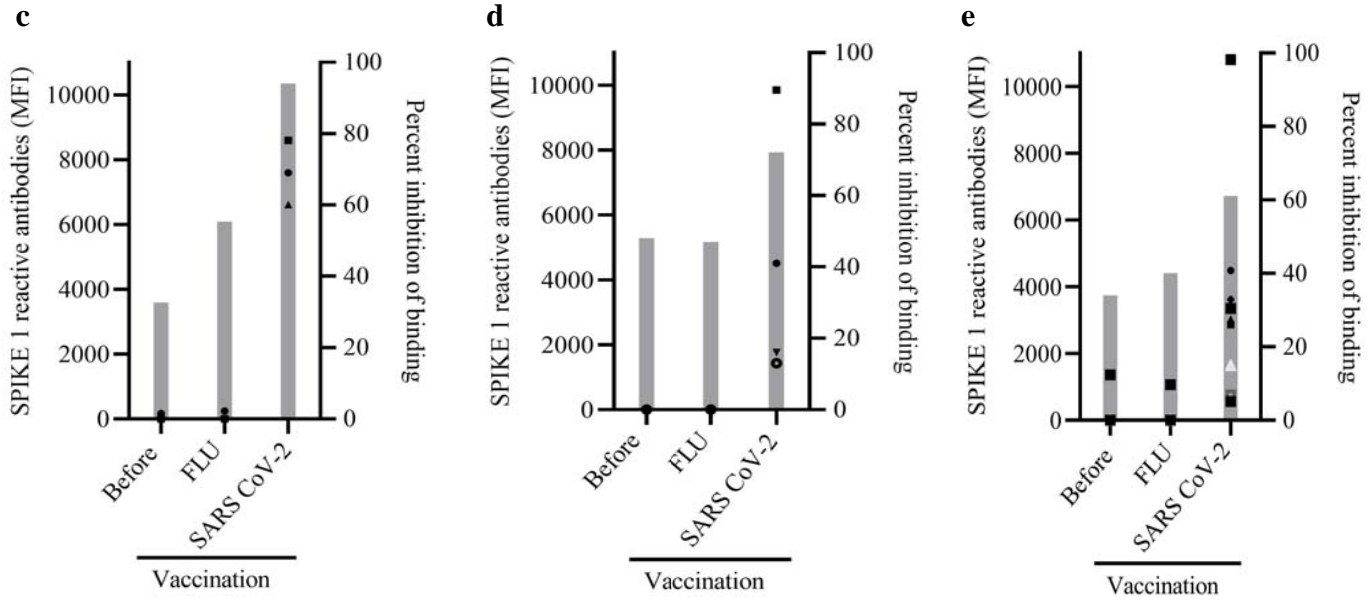 c
SPIKE 1 reactive antibodies (MFI)
10000
8000
6000
4000
2000
0
100
80
60
40
20
0
Percent inhibition of binding
Before
FLU
SARS CoV-2
Vaccination
d
SPIKE 1 reactive antibodies (MFI)
10000
8000
6000
4000
2000
0
100
80
60
40
20
0
Percent inhibition of binding
Before
FLU
SARS CoV-2
Vaccination
e
SPIKE 1 reactive antibodies (MFI)
10000
8000
6000
4000
2000
0
100
80
60
40
20
0
Percent inhibition of binding
Before
FLU
SARS CoV-2
Vaccination